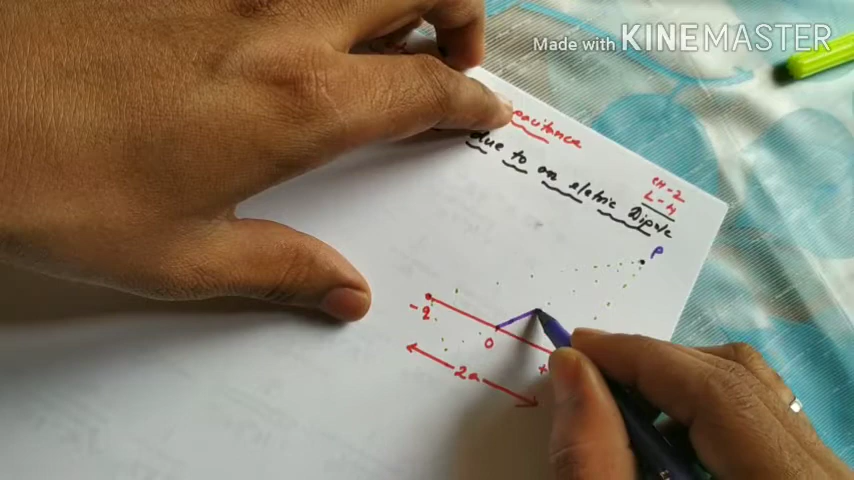 Made with KINEMASTER
pacitance
due to an eletric Dipole
CH-2
L-4
P
-q
O
+
2a